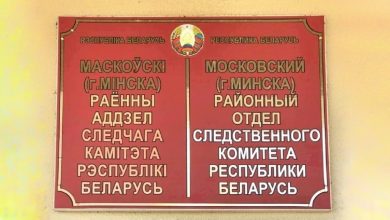 РЭСПУБЛІКА БЕЛАРУСЬ
МАСКОЎСКІ
(г.МІНСКА)
РАЁННЫ
АДДЗЕЛ
СЛЕДЧАГА
КАМІТЭТА
РЭСПУБЛІКІ
БЕЛАРУСЬ
РЕСПУБЛИКА БЕЛАРУСЬ
МОСКОВСКИЙ
(г.МИНСКА)
РАЙОННЫЙ
ОТДЕЛ
СЛЕДСТВЕННОГО
КОМИТЕТА
РЕСПУБЛИКИ
БЕЛАРУСЬ